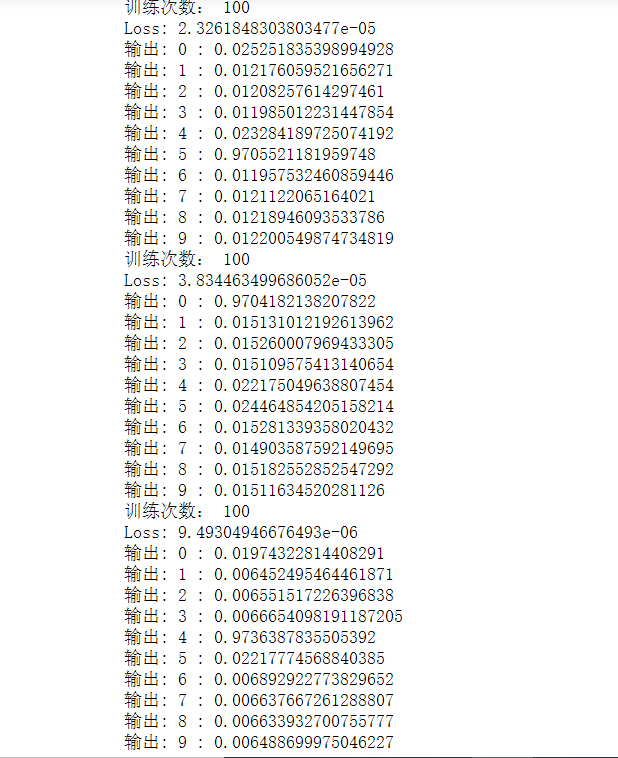 训练次数： 100
Loss: 2.3261848303803477e-05
输出: 0 : 0.025251835398994928
输出: 1 : 0.012176059521656271
输出: 2 : 0.01208257614297461
输出: 3 : 0.011985012231447854
输出: 4 : 0.023284189725074192
输出: 5 : 0.9705521181959748
输出: 6 : 0.011957532460859446
输出: 7 : 0.0121122065164021
输出: 8 : 0.01218946093533786
输出: 9 : 0.012200549874734819
训练次数： 100
Loss: 3.834463499686052e-05
输出: 0 : 0.9704182138207822
输出: 1 : 0.015131012192613962
输出: 2 : 0.015260007969433305
输出: 3 : 0.015109575413140654
输出: 4 : 0.022175049638807454
输出: 5 : 0.024464854205158214
输出: 6 : 0.015281339358020432
输出: 7 : 0.014903587592149695
输出: 8 : 0.015182552852547292
输出: 9 : 0.01511634520281126
训练次数： 100
Loss: 9.49304946676493e-06
输出: 0 : 0.01974322814408291
输出: 1 : 0.006452495464461871
输出: 2 : 0.006551517226396838
输出: 3 : 0.0066654098191187205
输出: 4 : 0.9736387835505392
输出: 5 : 0.02217774568840385
输出: 6 : 0.006892922773829652
输出: 7 : 0.006637667261288807
输出: 8 : 0.006633932700755777
输出: 9 : 0.006488699975046227